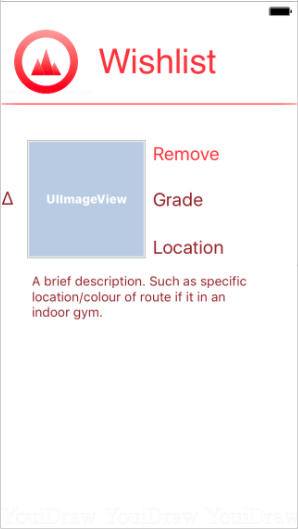 Wishlist
Remove
Δ
UIImageView
Grade
Location
A brief description. Such as specific
location/colour of route if it in an
indoor gym.
YouiDraw YouiDraw YouiDraw